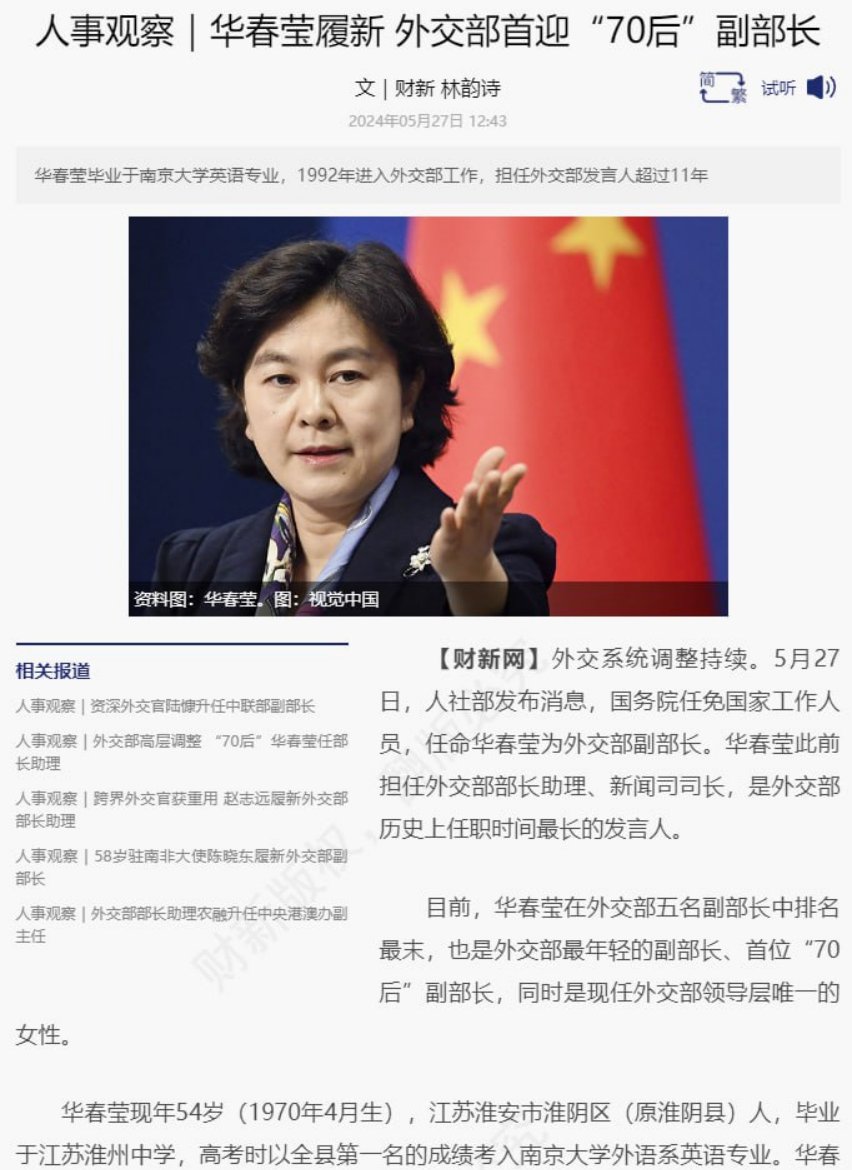 人事观察｜华春莹履新 外交部首迎“70后”副部长
文｜财新 林韵诗
简
繁
试听
2024年05月27日 12:43
华春莹毕业于南京大学英语专业，1992年进入外交部工作，担任外交部发言人超过11年
资料图：华春莹。图：视觉中国
相关报道
人事观察｜资深外交官陆慷升任中联部副部长
人事观察｜外交部高层调整 “70后”华春莹任部
长助理
人事观察｜跨界外交官获重用 赵志远履新外交部
部长助理
人事观察｜58岁驻南非大使陈晓东履新外交部副
部长
人事观察｜外交部部长助理农融升任中央港澳办副
主任
【财新网】外交系统调整持续。5月27
日，人社部发布消息，国务院任免国家工作人
员，任命华春莹为外交部副部长。华春莹此前
担任外交部部长助理、新闻司司长，是外交部
历史上任职时间最长的发言人。
目前，华春莹在外交部五名副部长中排名
最末，也是外交部最年轻的副部长、首位“70
后”副部长，同时是现任外交部领导层唯一的
女性。
华春莹现年54岁（1970年4月生），江苏淮安市淮阴区（原淮阴县）人，毕业
于江苏淮州中学，高考时以全县第一名的成绩考入南京大学外语系英语专业。华春
财新版权，翻版必究